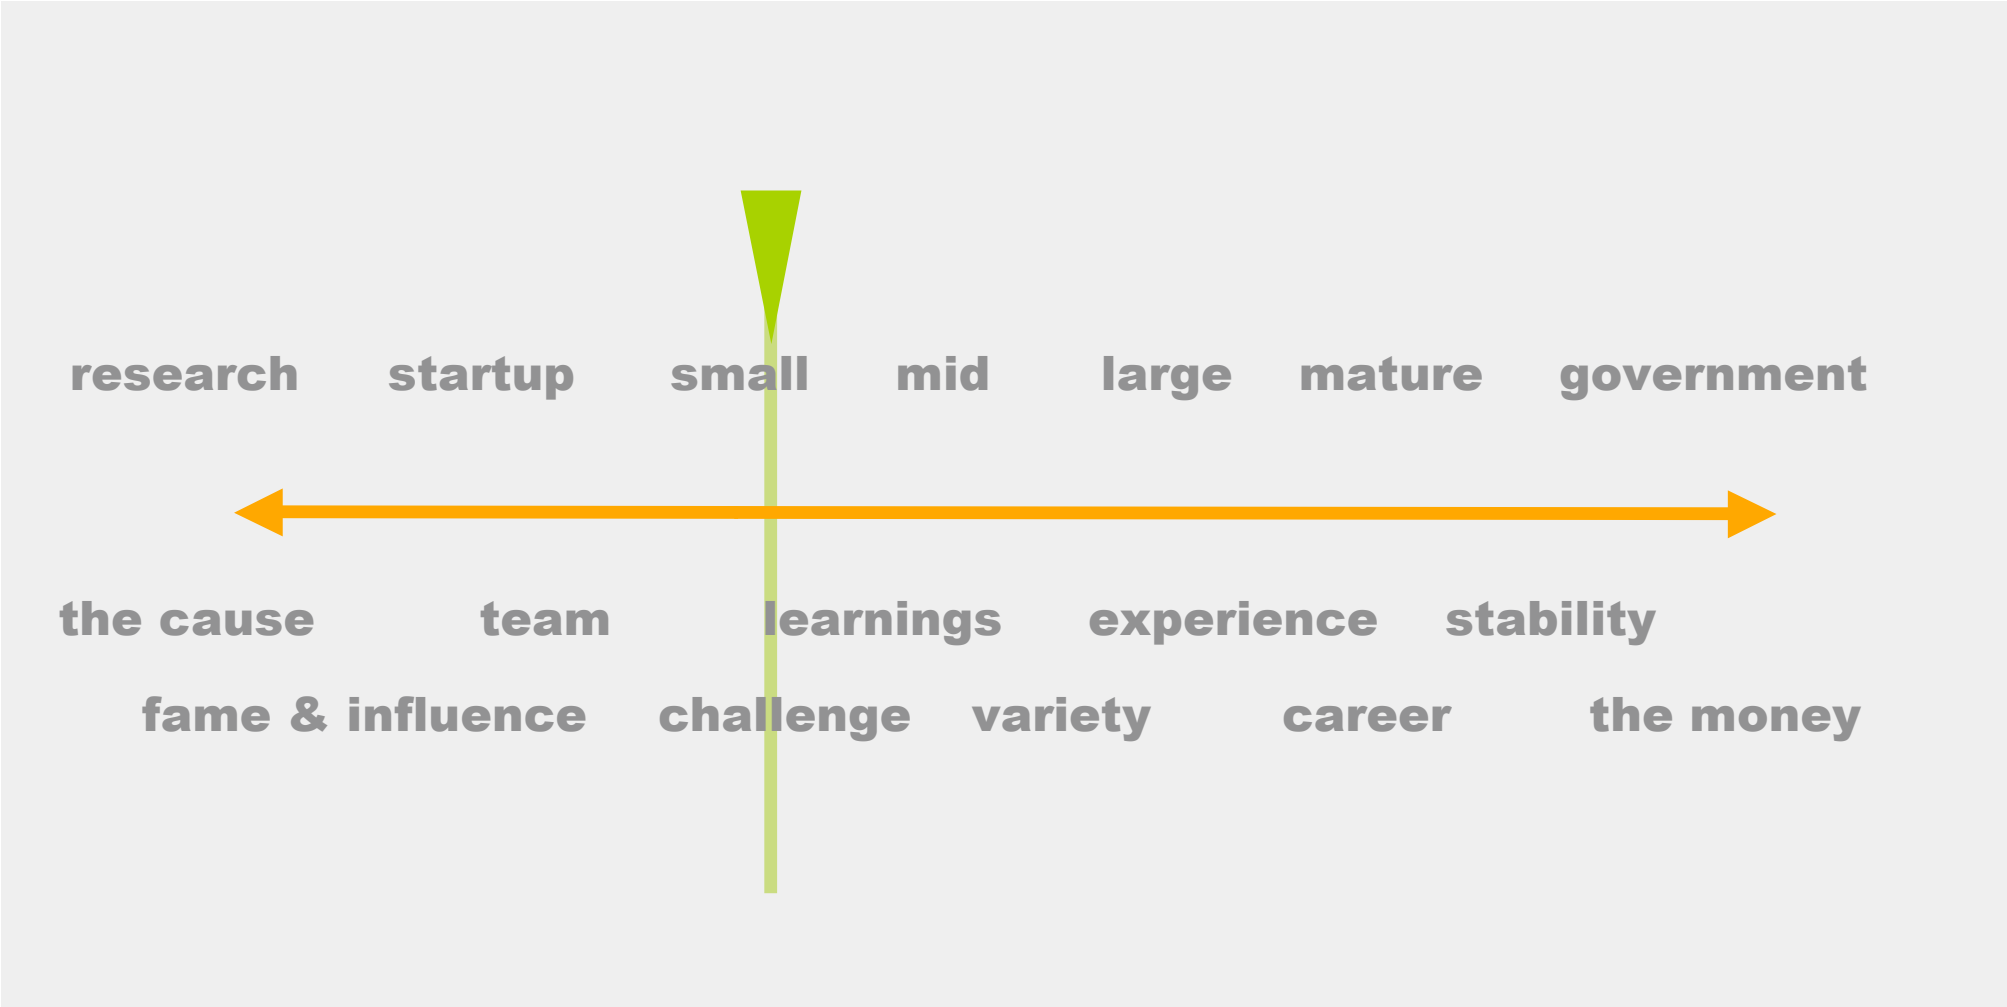 research startup small mid large mature government
the cause team learnings experience stability
fame & influence challenge variety career the money